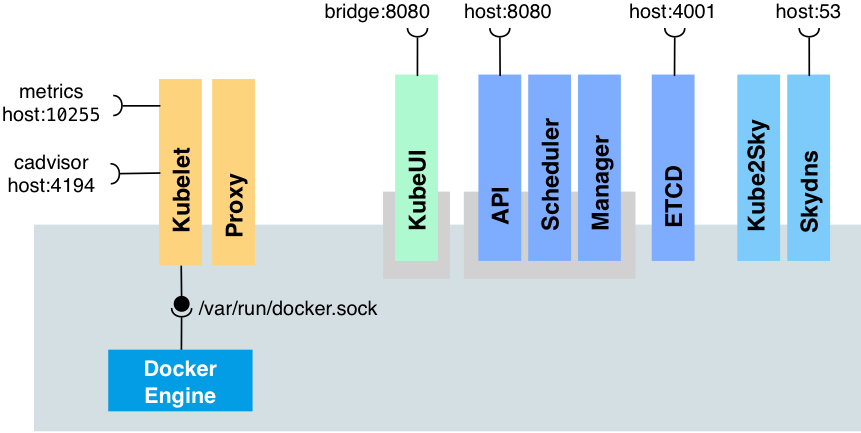 bridge:8080
host:8080
host:4001
host:53
metrics
host:10255
cadvisor
host:4194
Kubelet
Proxy
KubeUI
API
Scheduler
Manager
ETCD
Kube2Sky
Skydns
/var/run/docker.sock
Docker
Engine